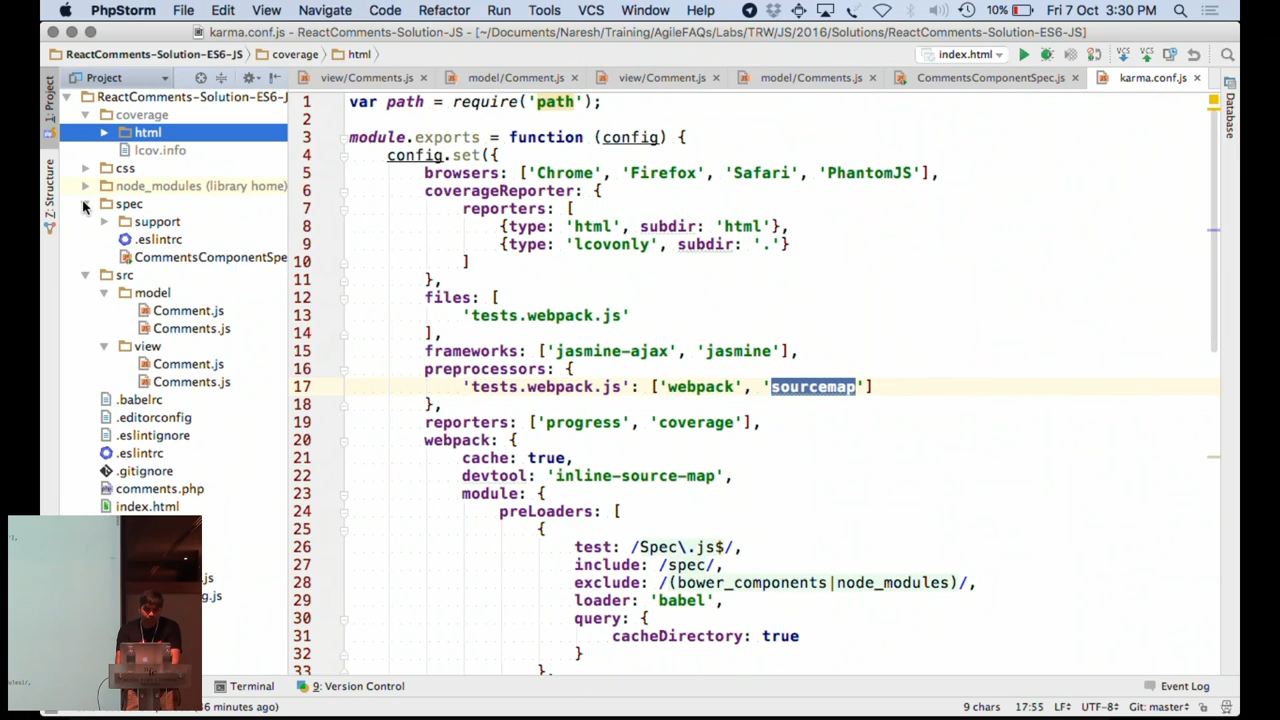 PhpStorm File Edit View Navigate Code Refactor Run Tools VCS Window Help 10% Fri 7 Oct 3:30 PM
karma.conf.js - ReactComments-Solution-JS - [~/Documents/Naresh/Training/AgileFAQs/Labs/TRW/JS/2016/Solutions/ReactComments-Solution-ES6-JS]
ReactComments-Solution-ES6-JS coverage html index.html
Project view/Comments.js model/Comment.js view/Comment.js model/Comments.js CommentsComponentSpec.js karma.conf.js
1: Project
Z: Structure
Database
ReactComments-Solution-ES6-J
coverage
html
lcov.info
css
node_modules (library home)
spec
support
.eslintrc
CommentsComponentSpe
src
model
Comment.js
Comments.js
view
Comment.js
Comments.js
.babelrc
.editorconfig
.eslintignore
.eslintrc
.gitignore
comments.php
index.html
.js
g.js
1 var path = require('path');
2
3 module.exports = function (config) {
4 config.set({
5 browsers: ['Chrome', 'Firefox', 'Safari', 'PhantomJS'],
6 coverageReporter: {
7 reporters: [
8 {type: 'html', subdir: 'html'},
9 {type: 'lcovonly', subdir: '.'}
10 ]
11 },
12 files: [
13 'tests.webpack.js'
14 ],
15 frameworks: ['jasmine-ajax', 'jasmine'],
16 preprocessors: {
17 'tests.webpack.js': ['webpack', 'sourcemap']
18 },
19 reporters: ['progress', 'coverage'],
20 webpack: {
21 cache: true,
22 devtool: 'inline-source-map',
23 module: {
24 preLoaders: [
25 {
26 test: /Spec\.js$/,
27 include: /spec/,
28 exclude: /(bower_components|node_modules)/,
29 loader: 'babel',
30 query: {
31 cacheDirectory: true
32 }
33 },
Terminal 9: Version Control Event Log
6 minutes ago) 9 chars 17:55 LF UTF-8 Git: master